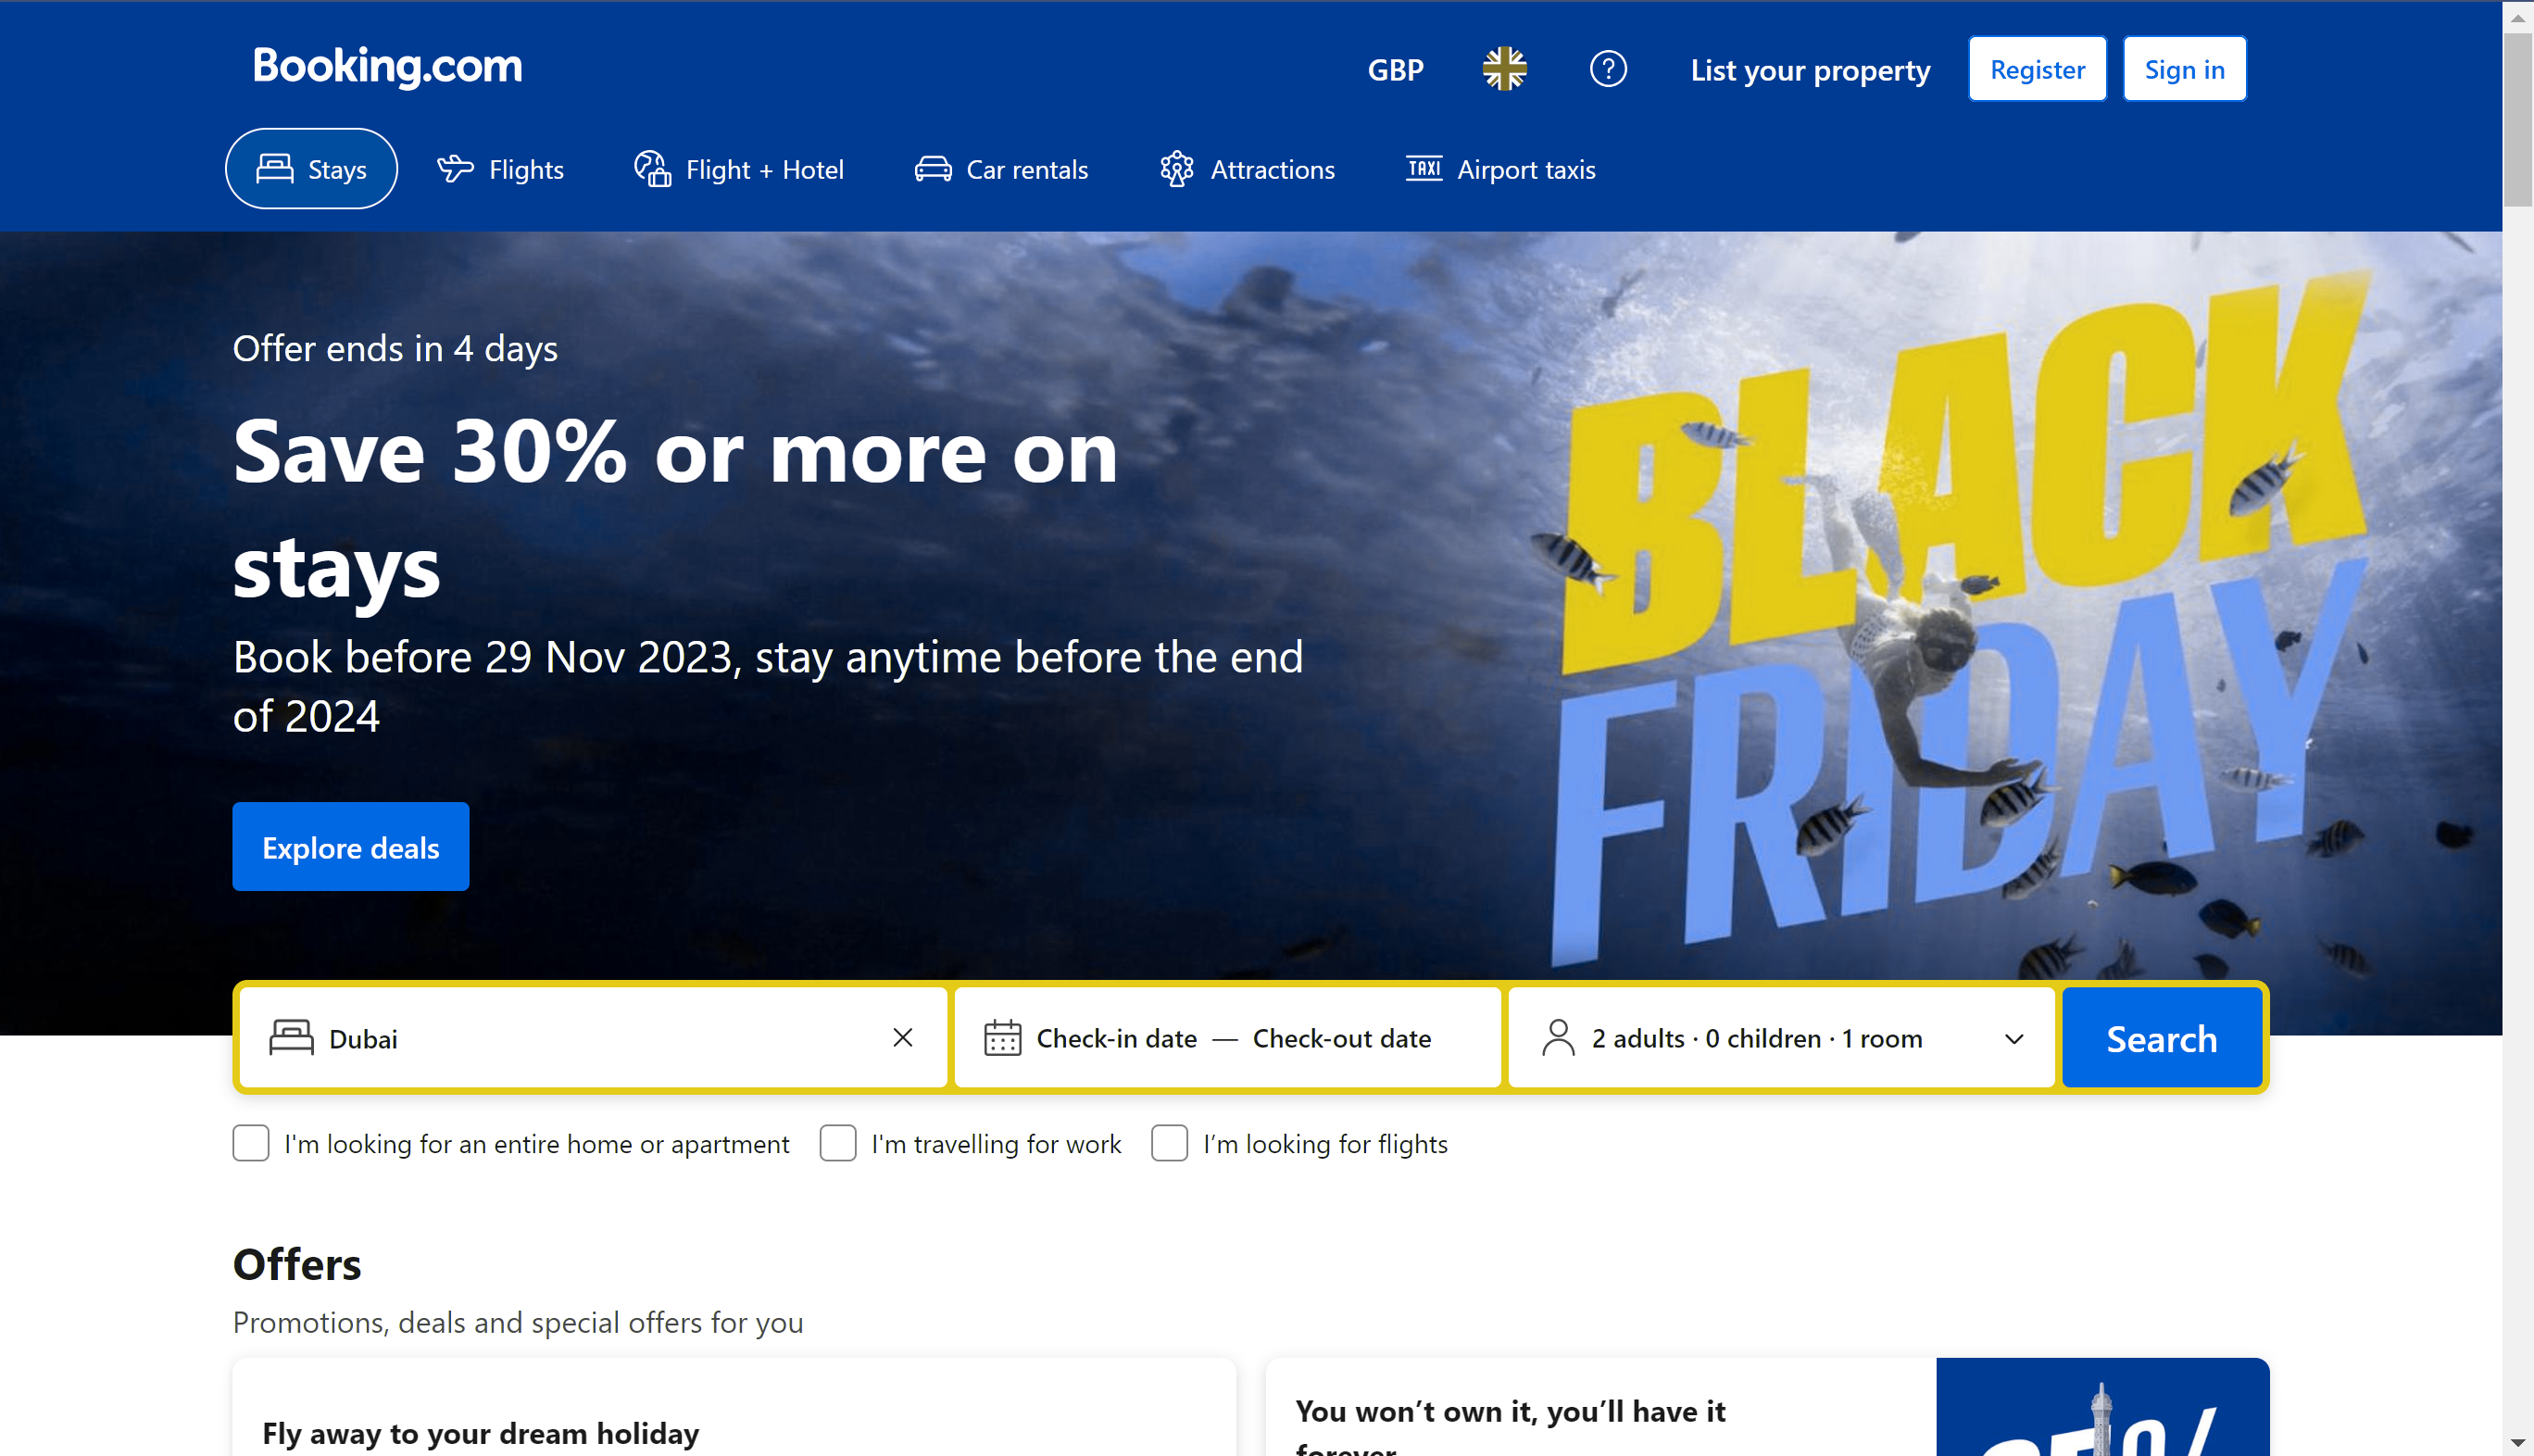 Booking.com
GBP
List your property
Register
Sign in
Stays
Flights
Flight + Hotel
Car rentals
Attractions
TAXI Airport taxis
Offer ends in 4 days
Save 30% or more on
stays
Book before 29 Nov 2023, stay anytime before the end
of 2024
Explore deals
BLACK
FRIDAY
Dubai
Check-in date — Check-out date
2 adults · 0 children · 1 room
Search
I'm looking for an entire home or apartment
I'm travelling for work
I’m looking for flights
Offers
Promotions, deals and special offers for you
Fly away to your dream holiday
You won’t own it, you’ll have it
forever